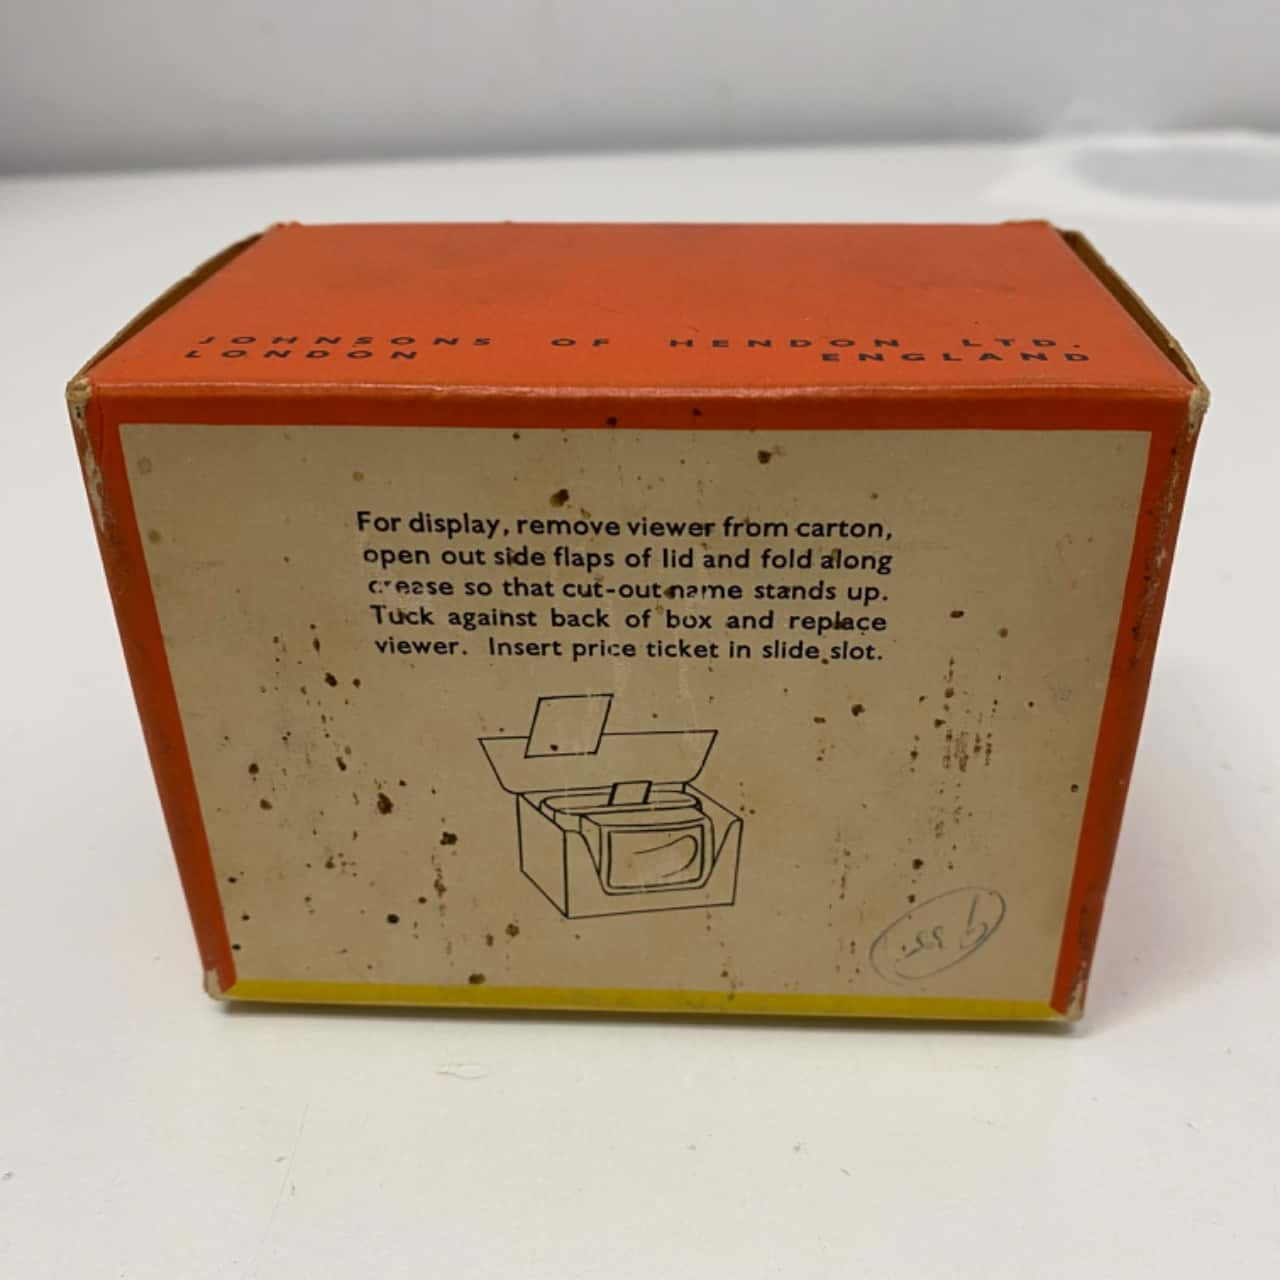 JOHNSONS OF HENDON LTD.
LONDON ENGLAND
For display, remove viewer from carton,
open out side flaps of lid and fold along
crease so that cut-out name stands up.
Tuck against back of box and replace
viewer. Insert price ticket in slide slot.